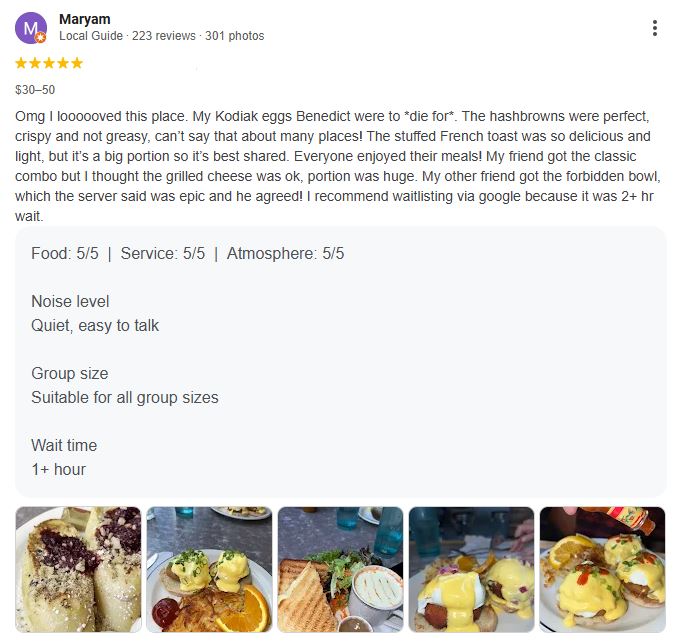 M
Maryam
Local Guide · 223 reviews · 301 photos
$30–50
Omg I loooooved this place. My Kodiak eggs Benedict were to *die for*. The hashbrowns were perfect,
crispy and not greasy, can’t say that about many places! The stuffed French toast was so delicious and
light, but it’s a big portion so it’s best shared. Everyone enjoyed their meals! My friend got the classic
combo but I thought the grilled cheese was ok, portion was huge. My other friend got the forbidden bowl,
which the server said was epic and he agreed! I recommend waitlisting via google because it was 2+ hr
wait.
Food: 5/5 | Service: 5/5 | Atmosphere: 5/5
Noise level
Quiet, easy to talk
Group size
Suitable for all group sizes
Wait time
1+ hour